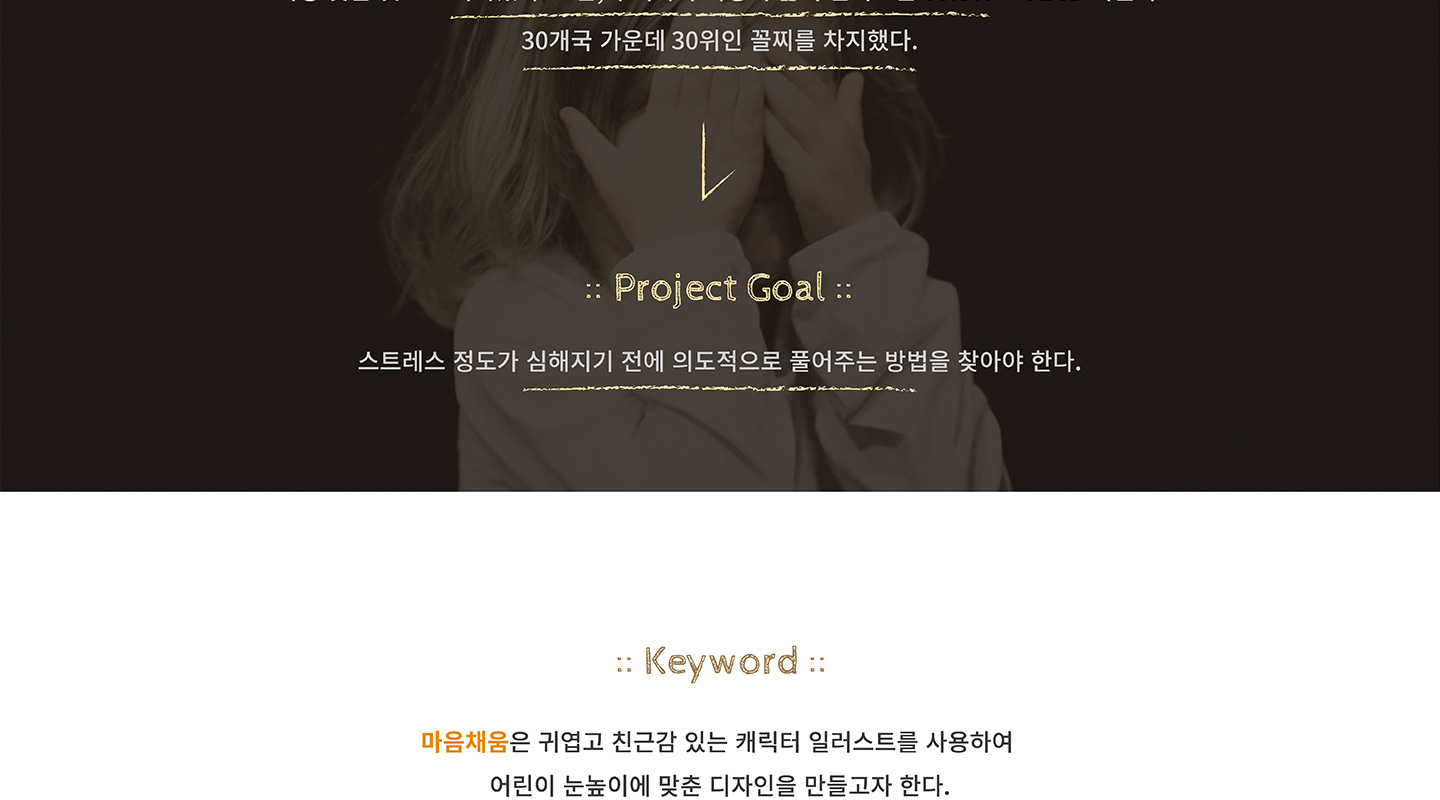 30개국 가운데 30위인 꼴찌를 차지했다.
:: Project Goal ::
스트레스 정도가 심해지기 전에 의도적으로 풀어주는 방법을 찾아야 한다.
:: Keyword ::
마음채움은 귀엽고 친근감 있는 캐릭터 일러스트를 사용하여
어린이 눈높이에 맞춘 디자인을 만들고자 한다.